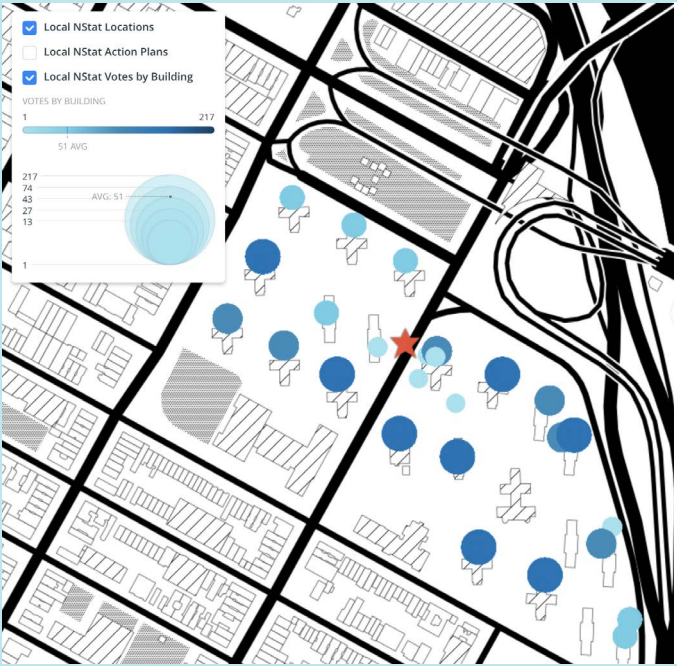 Local NStat Locations
Local NStat Action Plans
Local NStat Votes by Building
VOTES BY BUILDING
1 217
51 AVG
217
74
43
27
13
1
AVG: 51